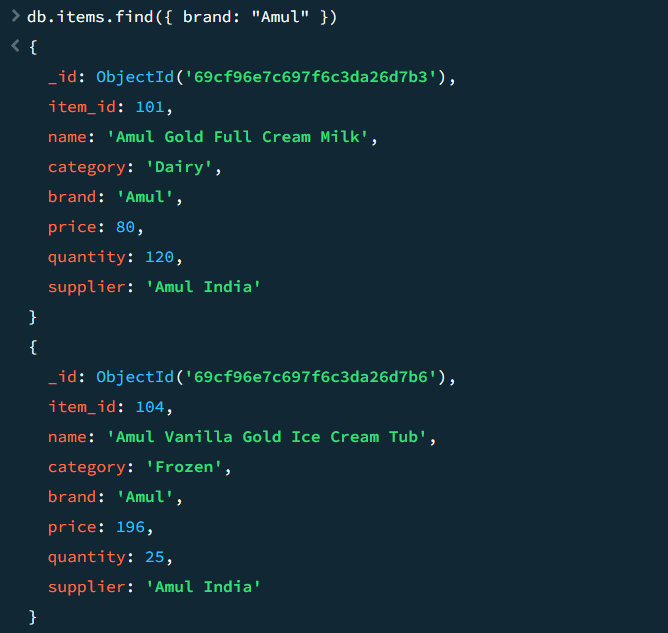 db.items.find({ brand: "Amul" })
{
_id: ObjectId('69cf96e7c697f6c3da26d7b3'),
item_id: 101,
name: 'Amul Gold Full Cream Milk',
category: 'Dairy',
brand: 'Amul',
price: 80,
quantity: 120,
supplier: 'Amul India'
}
{
_id: ObjectId('69cf96e7c697f6c3da26d7b6'),
item_id: 104,
name: 'Amul Vanilla Gold Ice Cream Tub',
category: 'Frozen',
brand: 'Amul',
price: 196,
quantity: 25,
supplier: 'Amul India'
}